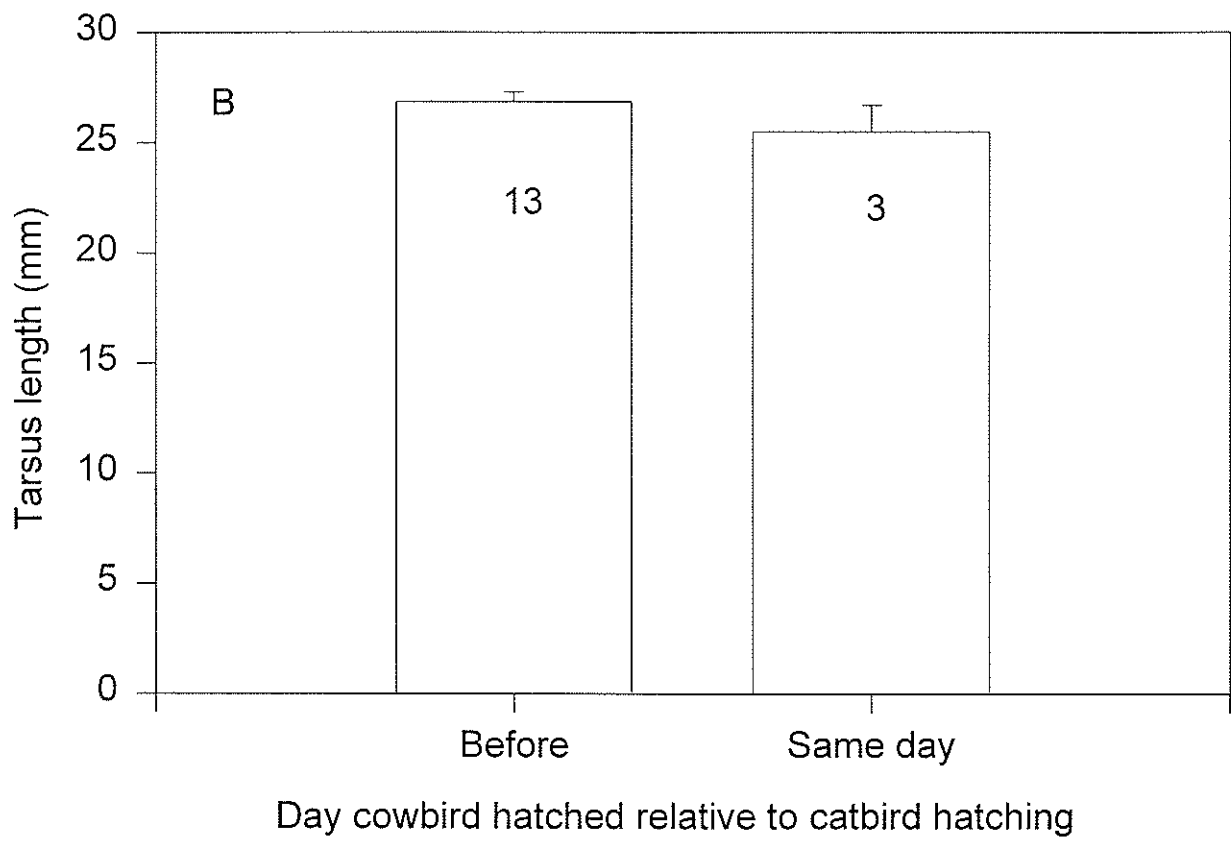 30
B
25
13
3
20
Tarsus length (mm)
15
10
5
0
Before
Same day
Day cowbird hatched relative to catbird hatching